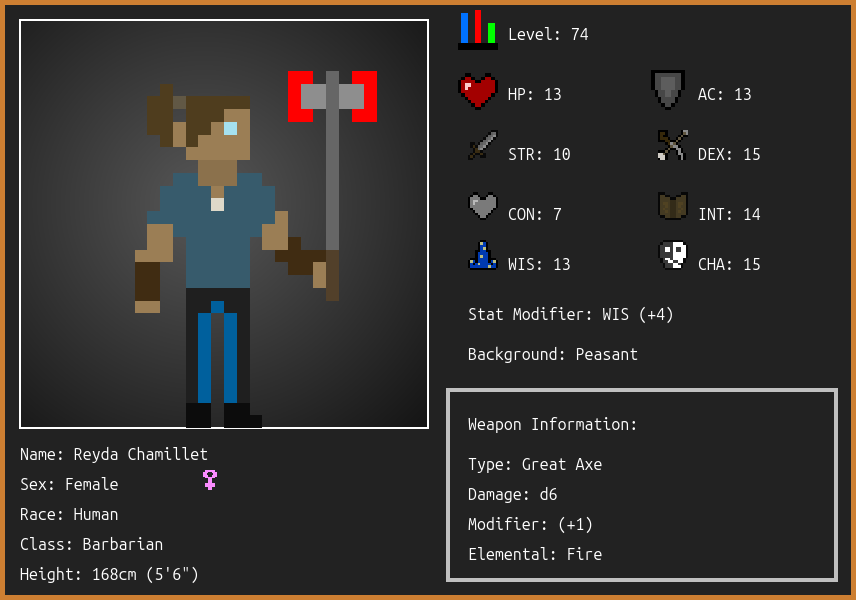 Level: 74
HP: 13
AC: 13
STR: 10
DEX: 15
CON: 7
INT: 14
WIS: 13
CHA: 15
Stat Modifier: WIS (+4)
Background: Peasant
Weapon Information:
Type: Great Axe
Damage: d6
Modifier: (+1)
Elemental: Fire
Name: Reyda Chamillet
Sex: Female
Race: Human
Class: Barbarian
Height: 168cm (5'6")